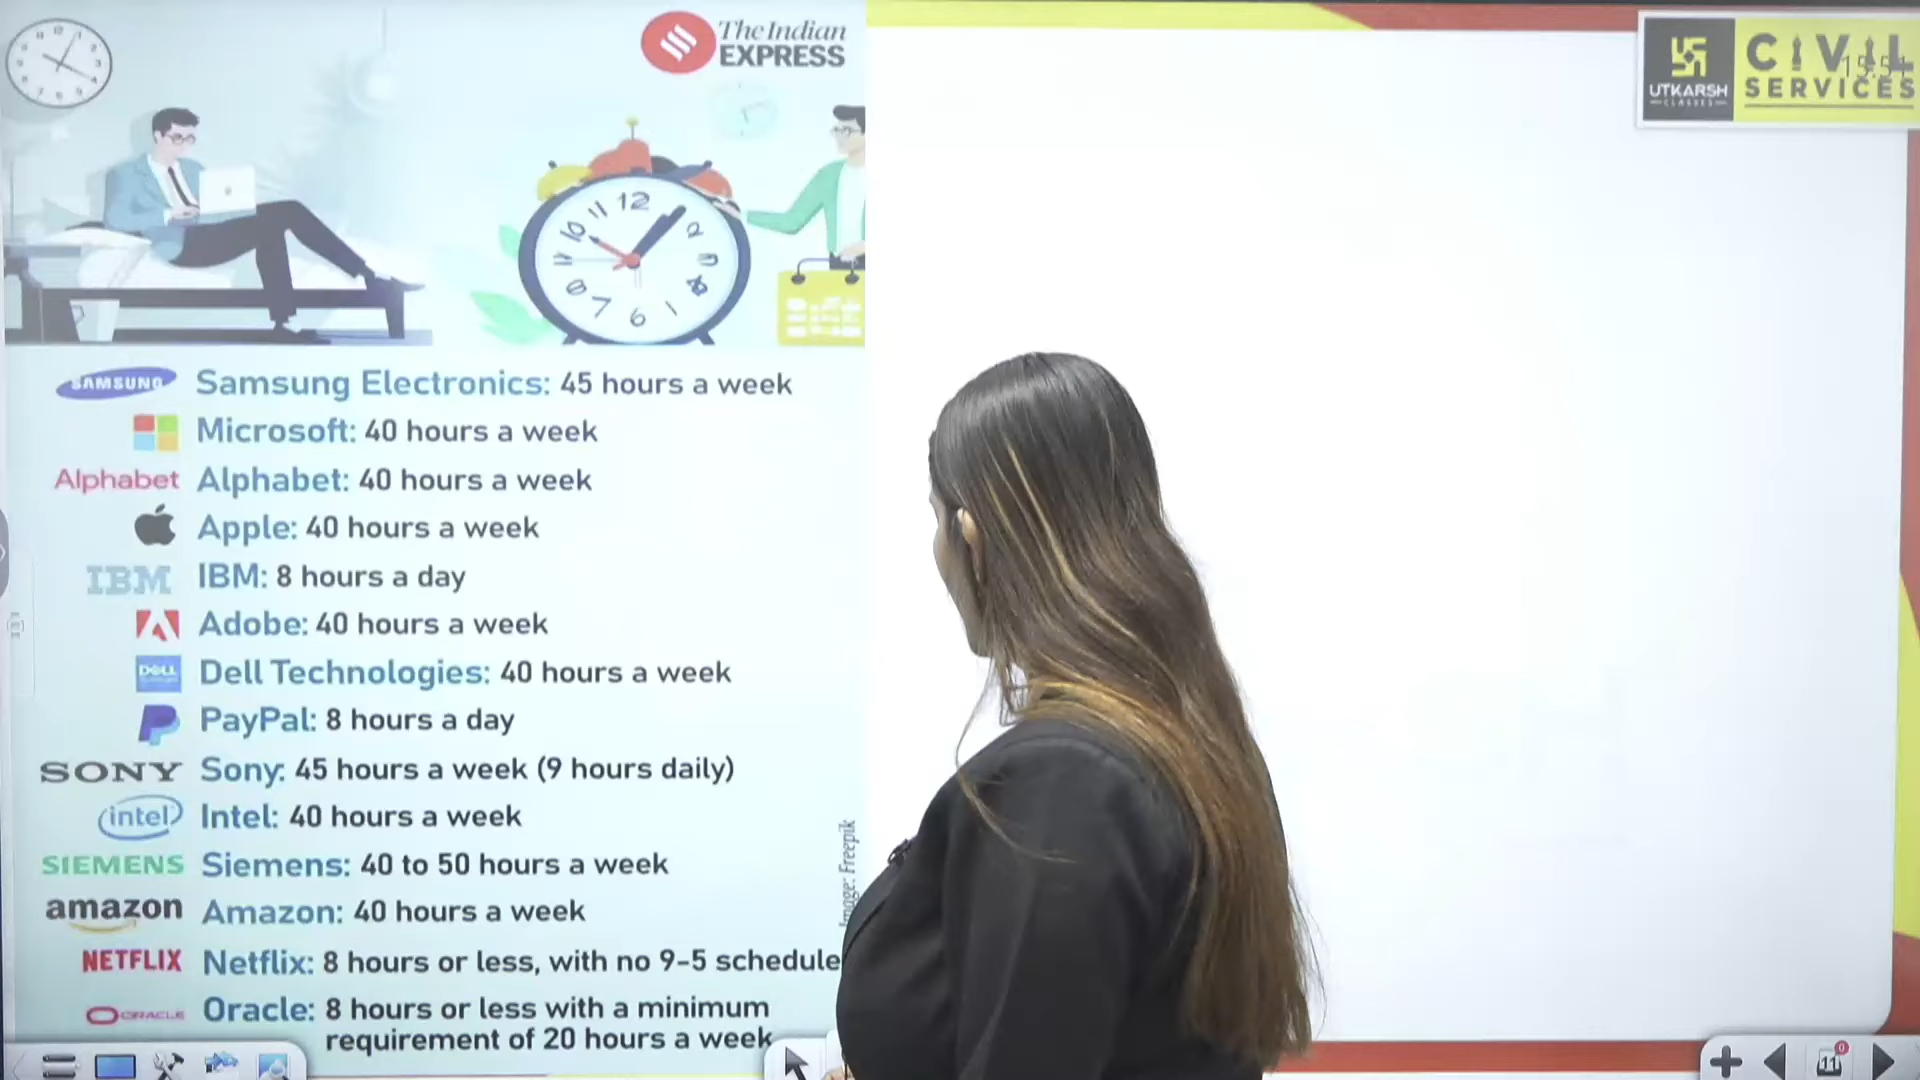 The Indian
EXPRESS
UTKARSH
CLASSES
CIVIL
SERVICES
SAMSUNG
Samsung Electronics: 45 hours a week
Microsoft: 40 hours a week
Alphabet
Alphabet: 40 hours a week
Apple: 40 hours a week
IBM
IBM: 8 hours a day
Adobe: 40 hours a week
DELL
Dell Technologies: 40 hours a week
PayPal: 8 hours a day
SONY
Sony: 45 hours a week (9 hours daily)
intel
Intel: 40 hours a week
SIEMENS
Siemens: 40 to 50 hours a week
amazon
Amazon: 40 hours a week
NETFLIX
Netflix: 8 hours or less, with no 9-5 schedule
ORACLE
Oracle: 8 hours or less with a minimum
requirement of 20 hours a week
Image: Freepik
11
0